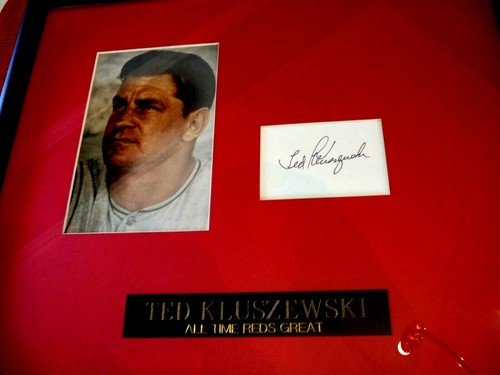 Ted Kluszewski
TED KLUSZEWSKI
ALL TIME REDS GREAT